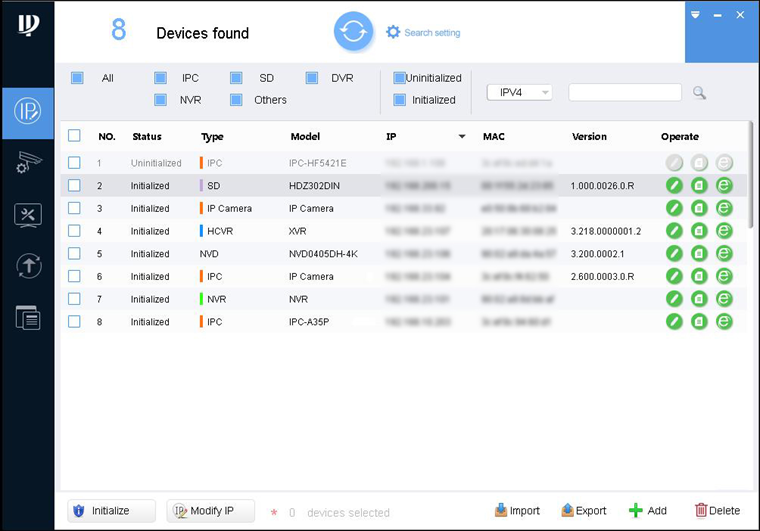 8 Devices found Search setting
All IPC SD DVR Uninitialized
NVR Others Initialized IPV4
NO. Status Type Model IP MAC Version Operate
1 Uninitialized IPC IPC-HF5421E
2 Initialized SD HDZ302DIN 1.000.0026.0.R
3 Initialized IP Camera IP Camera
4 Initialized HCVR XVR 3.218.0000001.2
5 Initialized NVD NVD0405DH-4K 3.200.0002.1
6 Initialized IPC IP Camera 2.600.0003.0.R
7 Initialized NVR NVR
8 Initialized IPC IPC-A35P
Initialize Modify IP * 0 devices selected Import Export Add Delete